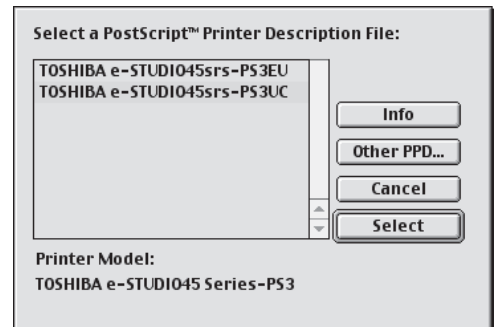 Select a PostScript™ Printer Description File:
TOSHIBA e-STUDIO45srs-PS3EU
TOSHIBA e-STUDIO45srs-PS3UC
Info
Other PPD...
Cancel
Select
Printer Model:
TOSHIBA e-STUDIO45 Series-PS3